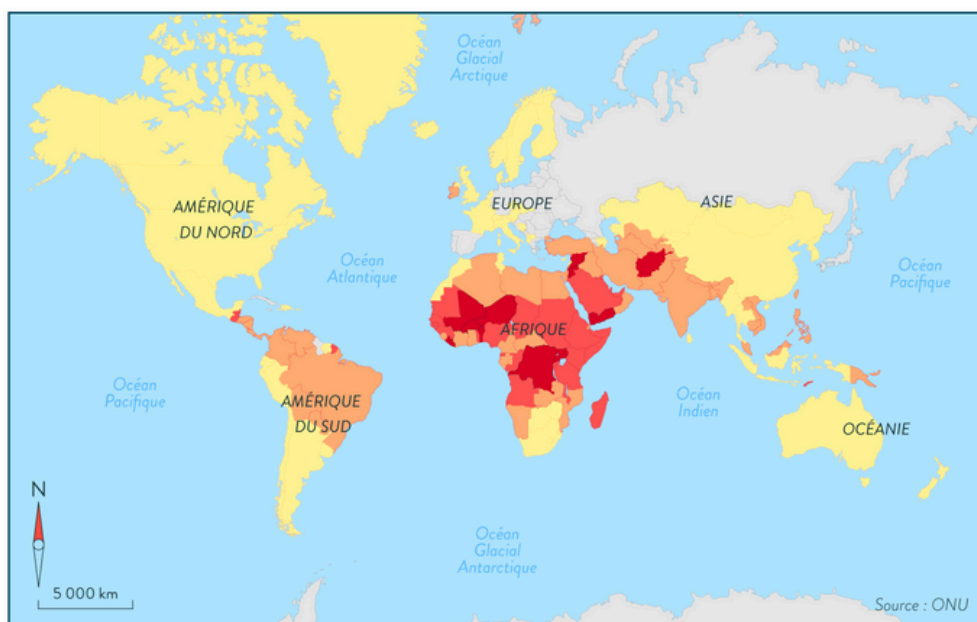 Océan
Glacial
Arctique
AMÉRIQUE
DU NORD
EUROPE
ASIE
Océan
Atlantique
Océan
Pacifique
AFRIQUE
Océan
Pacifique
AMÉRIQUE
DU SUD
Océan
Indien
OCÉANIE
N
Océan
Glacial
Antarctique
5 000 km
Source : ONU